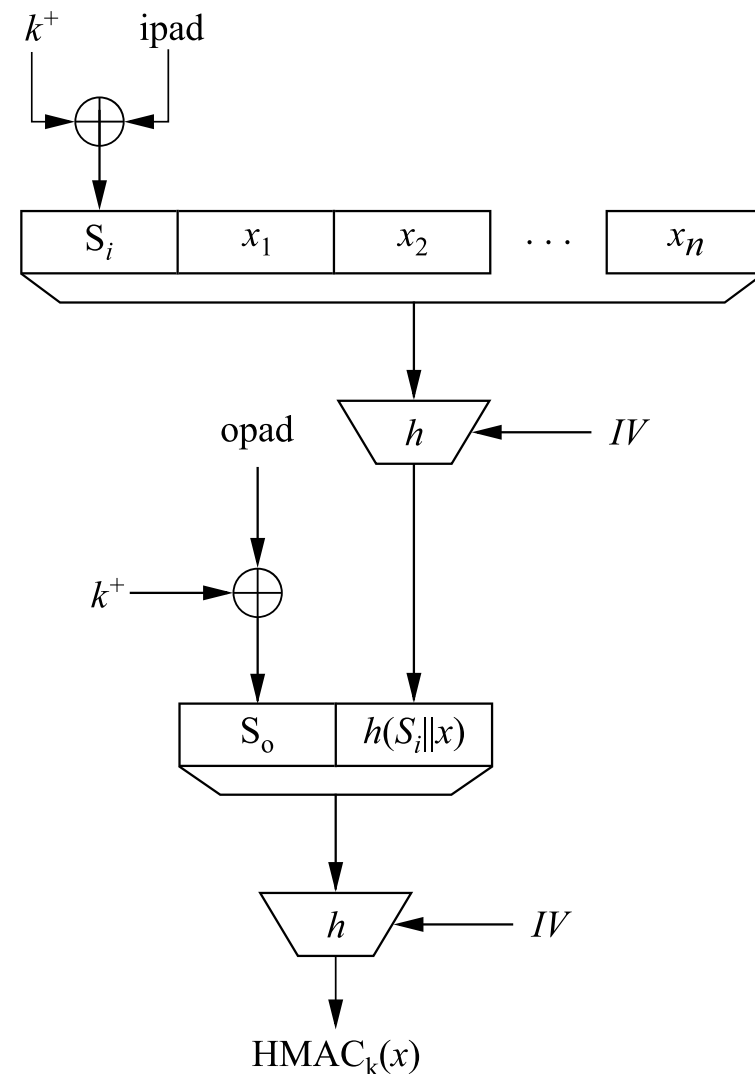 k⁺ ipad
Sᵢ x₁ x₂ · · · xₙ
h IV
opad
k⁺
Sₒ h(Sᵢ||x)
h IV
HMACₖ(x)